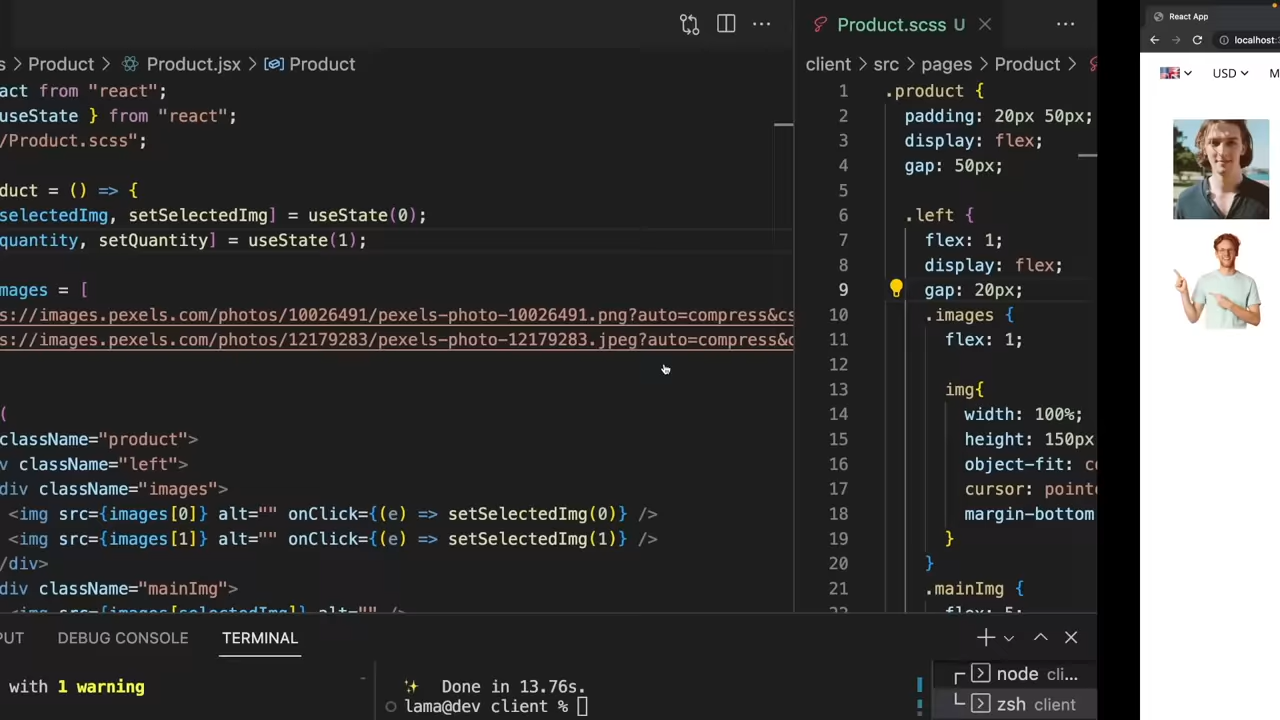 s > Product > Product.jsx > Product
act from "react";
useState } from "react";
/Product.scss";
duct = () => {
selectedImg, setSelectedImg] = useState(0);
quantity, setQuantity] = useState(1);
mages = [
s://images.pexels.com/photos/10026491/pexels-photo-10026491.png?auto=compress&cs
s://images.pexels.com/photos/12179283/pexels-photo-12179283.jpeg?auto=compress&c
(
className="product">
v className="left">
div className="images">
<img src={images[0]} alt="" onClick={(e) => setSelectedImg(0)} />
<img src={images[1]} alt="" onClick={(e) => setSelectedImg(1)} />
/div>
div className="mainImg">
<img src={images[selectedImg]} alt="" />
Product.scss U
client > src > pages > Product >
1 .product {
2 padding: 20px 50px;
3 display: flex;
4 gap: 50px;
5
6 .left {
7 flex: 1;
8 display: flex;
9 gap: 20px;
10 .images {
11 flex: 1;
12
13 img{
14 width: 100%;
15 height: 150px
16 object-fit: co
17 cursor: pointe
18 margin-bottom
19 }
20 }
21 .mainImg {
22 flex: 5;
PUT DEBUG CONSOLE TERMINAL
with 1 warning
✨ Done in 13.76s.
lama@dev client %
node cli...
zsh client
React App
localhost:3
USD M